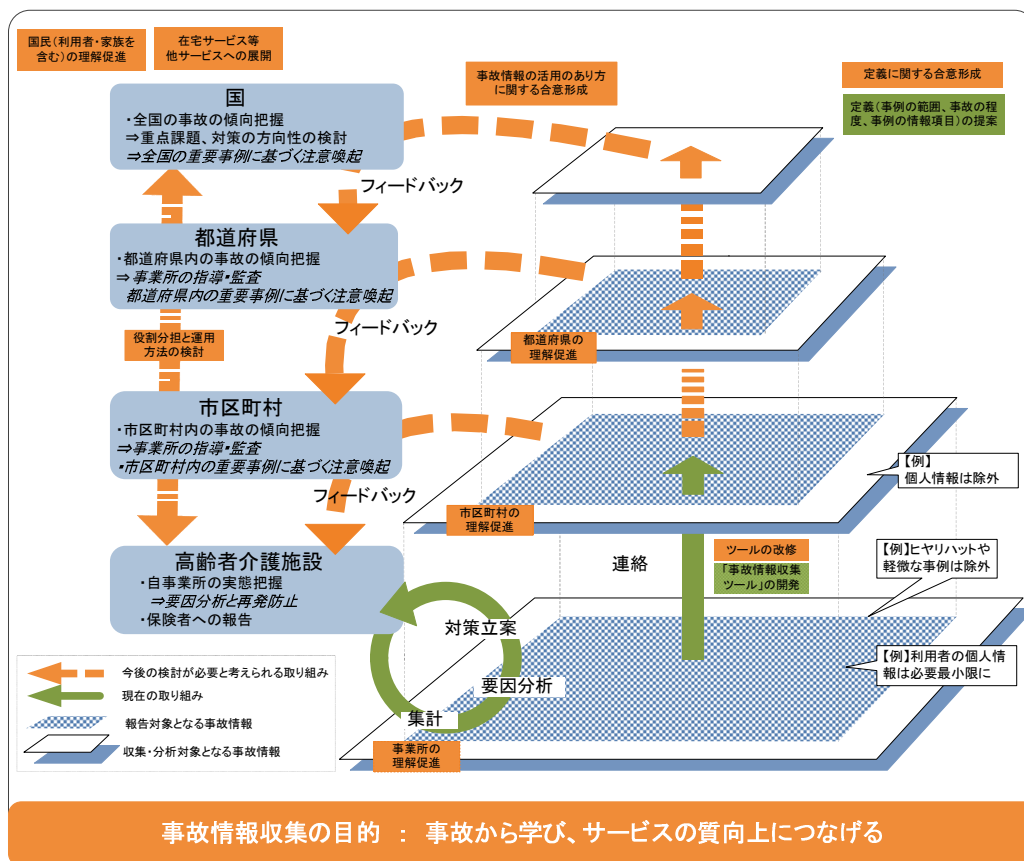 国民(利用者・家族を
含む)の理解促進
在宅サービス等
他サービスへの展開
事故情報の活用のあり方
に関する合意形成
定義に関する合意形成
定義(事例の範囲、事故の程
度、事例の情報項目)の提案
国
・全国の事故の傾向把握
⇒重点課題、対策の方向性の検討
⇒全国の重要事例に基づく注意喚起
フィードバック
都道府県
・都道府県内の事故の傾向把握
⇒事業所の指導・監査
都道府県内の重要事例に基づく注意喚起
フィードバック
都道府県の
理解促進
役割分担と運用
方法の検討
市区町村
・市区町村内の事故の傾向把握
⇒事業所の指導・監査
・市区町村内の重要事例に基づく注意喚起
フィードバック
【例】
個人情報は除外
市区町村の
理解促進
高齢者介護施設
・自事業所の実態把握
⇒要因分析と再発防止
・保険者への報告
連絡
ツールの改修
「事故情報収集
ツール」の開発
【例】ヒヤリハットや
軽微な事例は除外
対策立案
要因分析
集計
【例】利用者の個人情
報は必要最小限に
事業所の
理解促進
今後の検討が必要と考えられる取り組み
現在の取り組み
報告対象となる事故情報
収集・分析対象となる事故情報
事故情報収集の目的 : 事故から学び、サービスの質向上につなげる